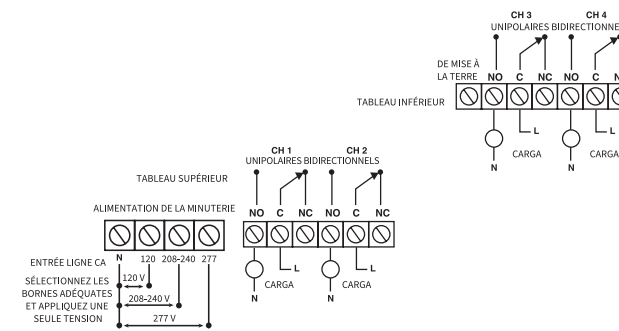 CH 3 CH 4
UNIPOLAIRES BIDIRECTIONNE
DE MISE À
LA TERRE NO C NC NO C N
TABLEAU INFÉRIEUR
L L
CARGA CARGA
N N
CH 1 CH 2
UNIPOLAIRES BIDIRECTIONNELS
TABLEAU SUPÉRIEUR
ALIMENTATION DE LA MINUTERIE NO C NC NO C NC
ENTRÉE LIGNE CA N 120 208-240 277
L L
CARGA CARGA
N N
SÉLECTIONNEZ LES
BORNES ADÉQUATES
ET APPLIQUEZ UNE
SEULE TENSION
120 V
208-240 V
277 V